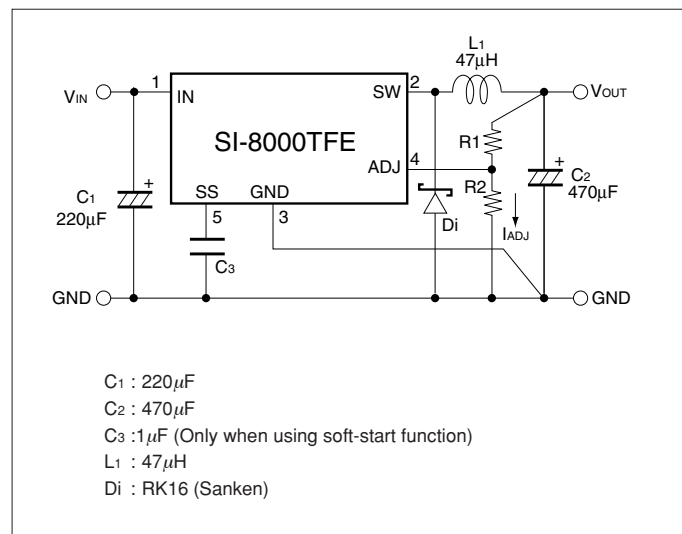 L1
47μH
1
2
VIN
IN
SW
VOUT
SI-8000TFE
R1
ADJ
4
+
+
C1
220μF
SS
GND
R2
C2
470μF
5
3
Di
IADJ
C3
GND
GND
C1 : 220μF
C2 : 470μF
C3 :1μF (Only when using soft-start function)
L1 : 47μH
Di : RK16 (Sanken)